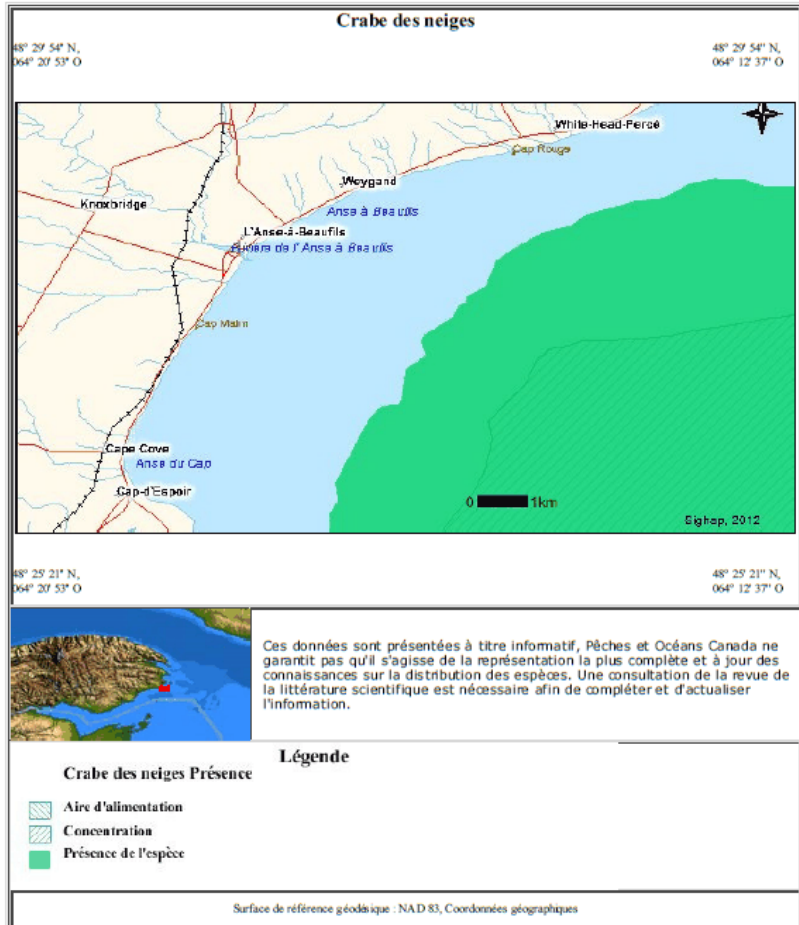 Crabe des neiges
48° 29' 54" N,
064° 20' 53" O
48° 29' 54" N,
064° 12' 37" O
White-Head-Percé
Cap Rouge
Weygand
Knoxbridge
Anse à Beaufils
L'Anse-à-Beaufils
Rivière de l'Anse à Beaufils
Cap Malin
Cape Cove
Anse du Cap
Cap-d'Espoir
0 1km
Sighap, 2012
48° 25' 21" N,
064° 20' 53" O
48° 25' 21" N,
064° 12' 37" O
Ces données sont présentées à titre informatif, Pêches et Océans Canada ne
garantit pas qu'il s'agisse de la représentation la plus complète et à jour des
connaissances sur la distribution des espèces. Une consultation de la revue de
la littérature scientifique est nécessaire afin de compléter et d'actualiser
l'information.
Légende
Crabe des neiges Présence
Aire d'alimentation
Concentration
Présence de l'espèce
Surface de référence géodésique : NAD 83, Coordonnées géographiques